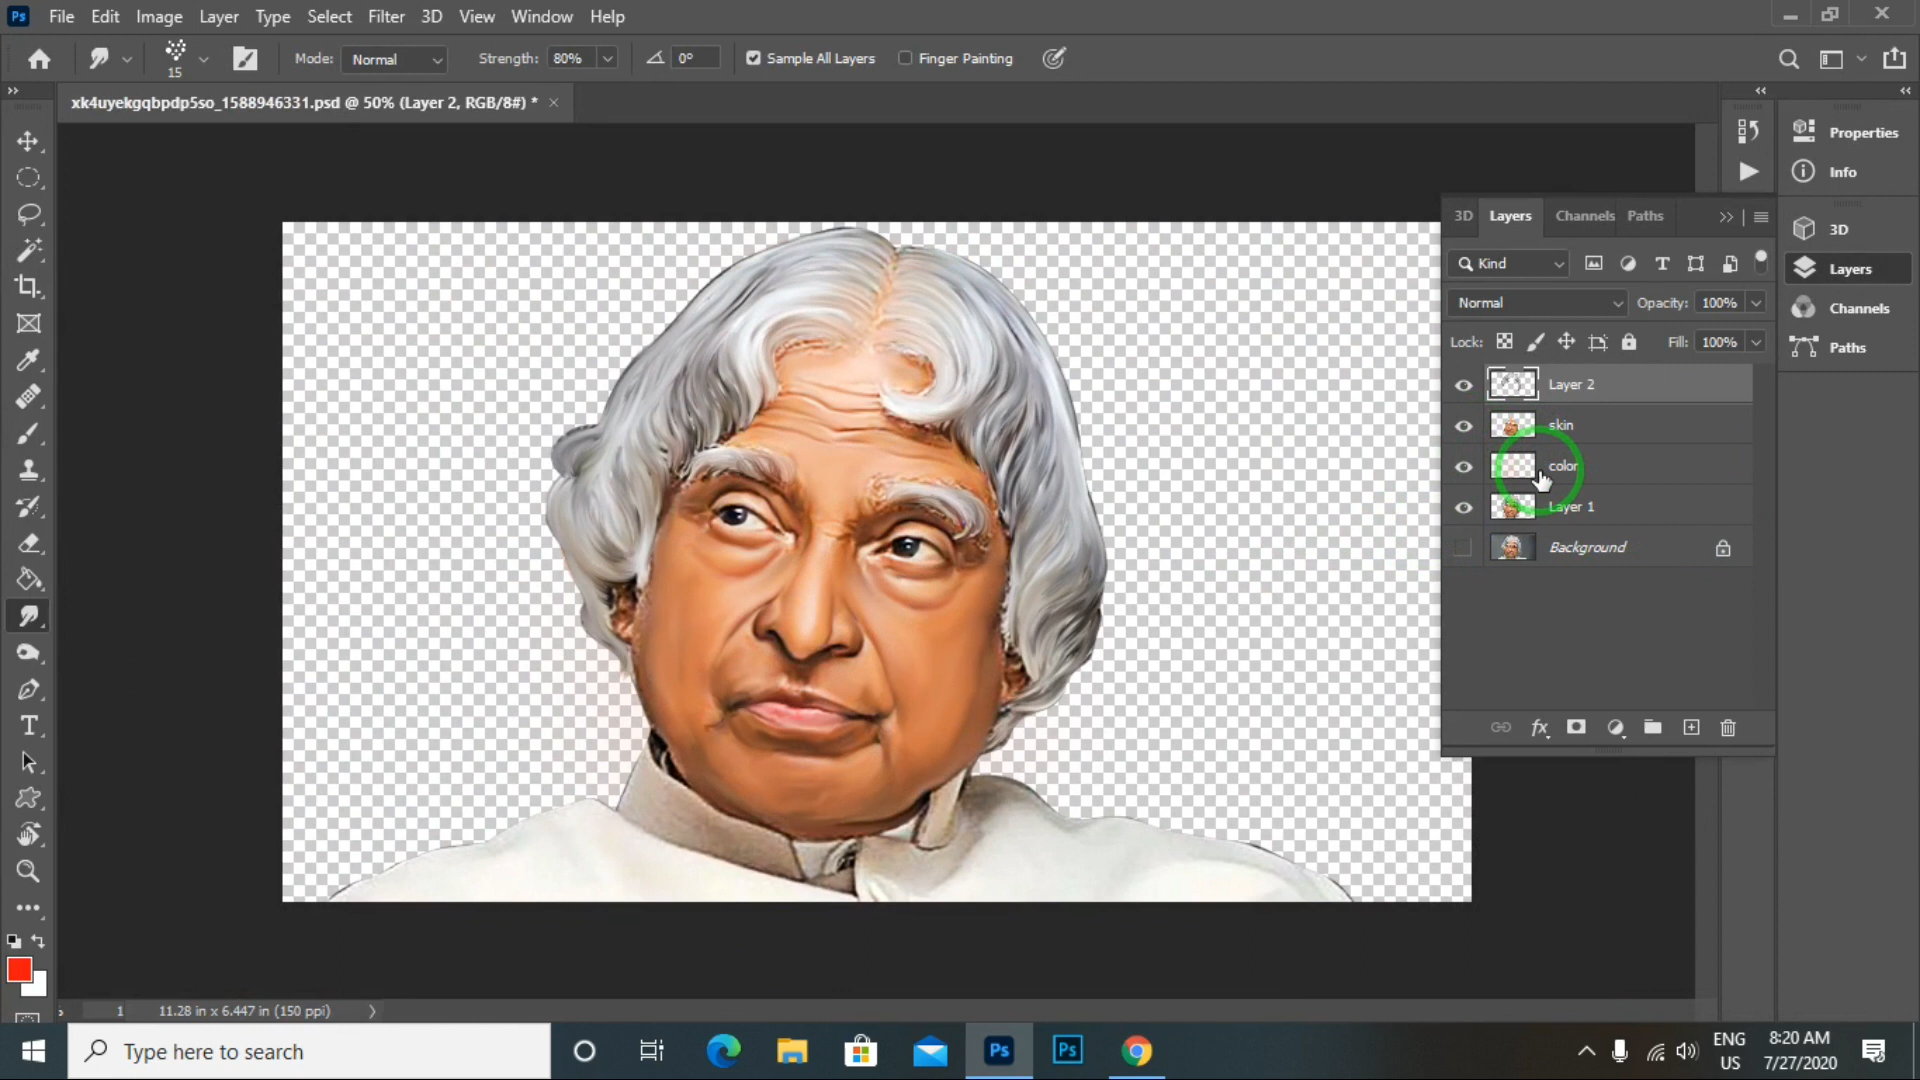 Ps File Edit Image Layer Type Select Filter 3D View Window Help
15 Mode: Normal Strength: 80% 0° Sample All Layers Finger Painting
xk4uyekgqbpdp5so_1588946331.psd @ 50% (Layer 2, RGB/8#) *
Properties
Info
3D
Layers
Channels
Paths
3D Layers Channels Paths
Kind
Normal Opacity: 100%
Lock: Fill: 100%
Layer 2
skin
color
Layer 1
Background
1 11.28 in x 6.447 in (150 ppi)
Type here to search
Ps Ps
ENG 8:20 AM
US 7/27/2020